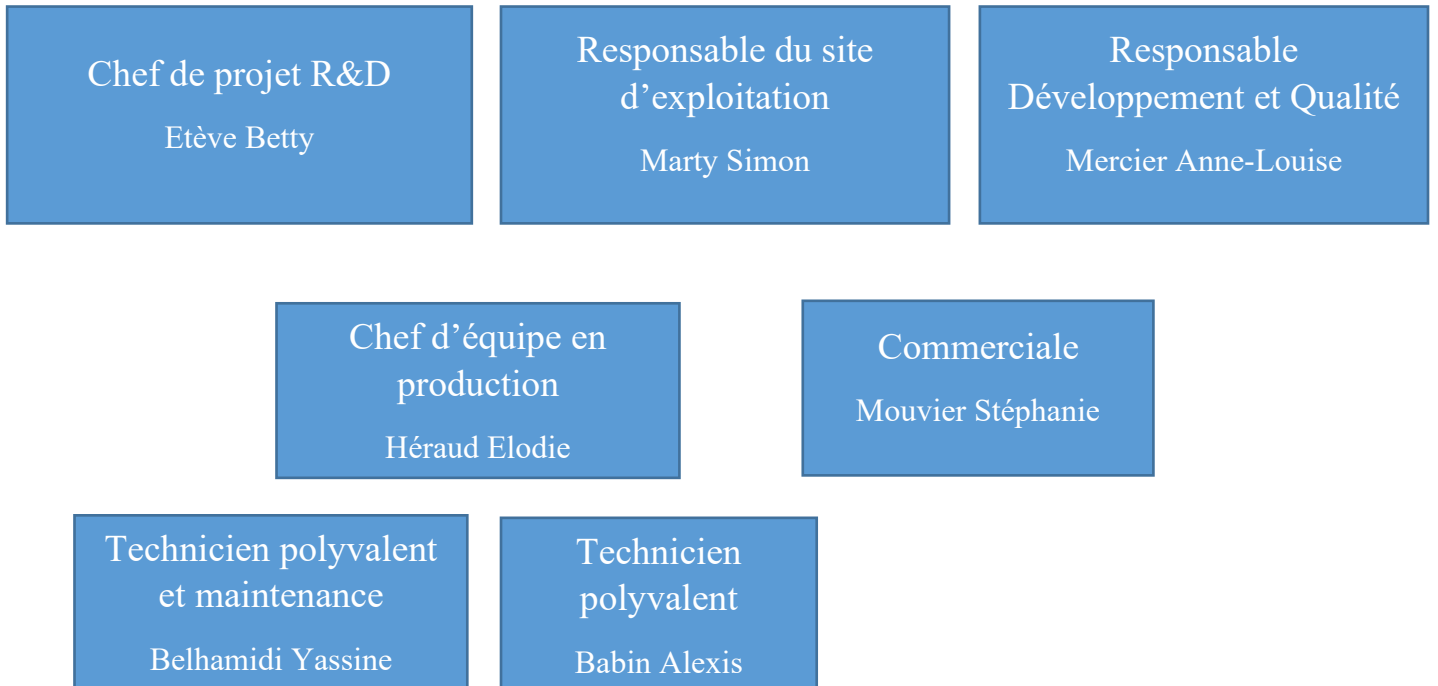 Chef de projet R&D
Etève Betty
Responsable du site
d’exploitation
Marty Simon
Responsable
Développement et Qualité
Mercier Anne-Louise
Chef d’équipe en
production
Héraud Elodie
Commerciale
Mouvier Stéphanie
Technicien polyvalent
et maintenance
Belhamidi Yassine
Technicien
polyvalent
Babin Alexis